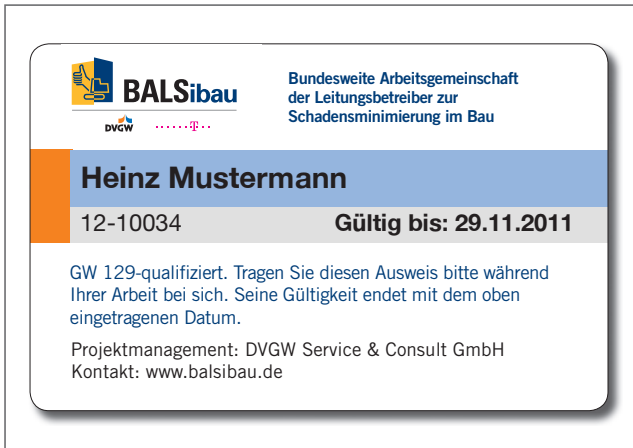 BALSibau
DVGW
T
Bundesweite Arbeitsgemeinschaft
der Leitungsbetreiber zur
Schadensminimierung im Bau
Heinz Mustermann
12-10034 Gültig bis: 29.11.2011
GW 129-qualifiziert. Tragen Sie diesen Ausweis bitte während
Ihrer Arbeit bei sich. Seine Gültigkeit endet mit dem oben
eingetragenen Datum.
Projektmanagement: DVGW Service & Consult GmbH
Kontakt: www.balsibau.de